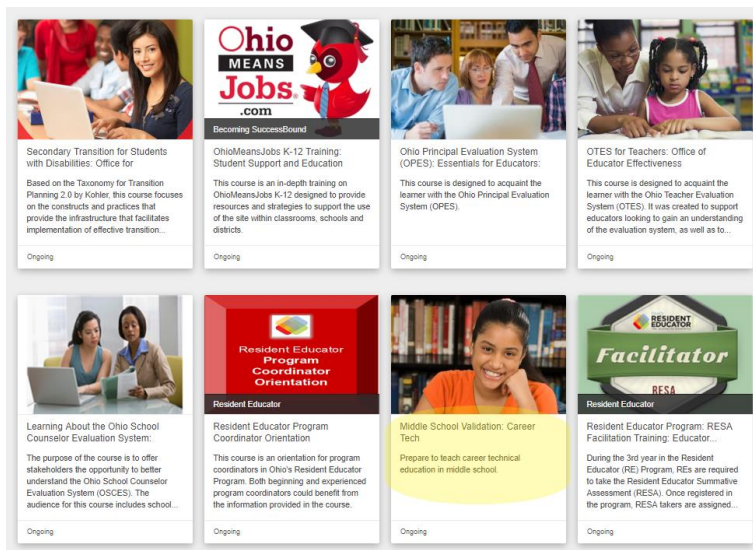 Ohio
MEANS
Jobs.
.com
Becoming SuccessBound
Secondary Transition for Students
with Disabilities: Office for
Based on the Taxonomy for Transition
Planning 2.0 by Kohler, this course focuses
on the constructs and practices that
provide the infrastructure that facilitates
implementation of effective transition...
Ongoing
OhioMeansJobs K-12 Training:
Student Support and Education
This course is an in-depth training on
OhioMeansJobs K-12 designed to provide
resources and strategies to support the use
of the site within classrooms, schools and
districts.
Ongoing
Ohio Principal Evaluation System
(OPES): Essentials for Educators:
This course is designed to acquaint the
learner with the Ohio Principal Evaluation
System (OPES).
Ongoing
OTES for Teachers: Office of
Educator Effectiveness
This course is designed to acquaint the
learner with the Ohio Teacher Evaluation
System (OTES). It was created to support
educators looking to gain an understanding
of the evaluation system, as well as to...
Ongoing
Learning About the Ohio School
Counselor Evaluation System:
The purpose of the course is to offer
stakeholders the opportunity to better
understand the Ohio School Counselor
Evaluation System (OSCES). The
audience for this course includes school...
Ongoing
Resident Educator
Program
Coordinator
Orientation
Resident Educator
Resident Educator Program
Coordinator Orientation
This course is an orientation for program
coordinators in Ohio's Resident Educator
Program. Both beginning and experienced
program coordinators could benefit from
the information provided in the course.
Ongoing
Middle School Validation: Career
Tech
Prepare to teach career technical
education in middle school.
Ongoing
RESIDENT
EDUCATOR
Facilitator
RESA
Resident Educator
Resident Educator Program: RESA
Facilitation Training: Educator...
During the 3rd year in the Resident
Educator (RE) Program, REs are required
to take the Resident Educator Summative
Assessment (RESA). Once registered in
the program, RESA takers are assigned...
Ongoing